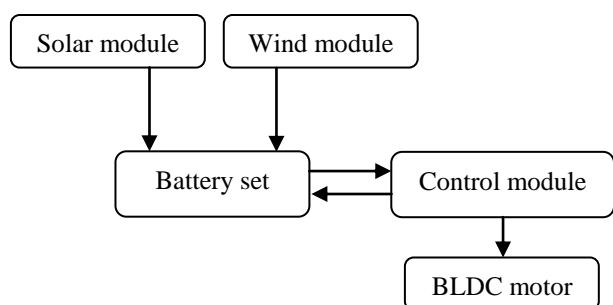 Solar module
Wind module
Battery set
Control module
BLDC motor